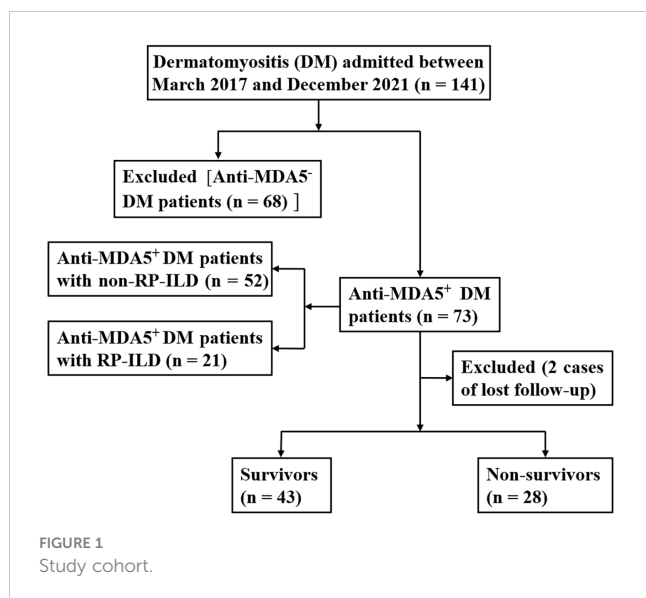 Dermatomyositis (DM) admitted between
March 2017 and December 2021 (n = 141)
Excluded [Anti-MDA5⁻
DM patients (n = 68) ]
Anti-MDA5⁺ DM patients
with non-RP-ILD (n = 52)
Anti-MDA5⁺ DM
patients (n = 73)
Anti-MDA5⁺ DM patients
with RP-ILD (n = 21)
Excluded (2 cases
of lost follow-up)
Survivors
(n = 43)
Non-survivors
(n = 28)
FIGURE 1
Study cohort.